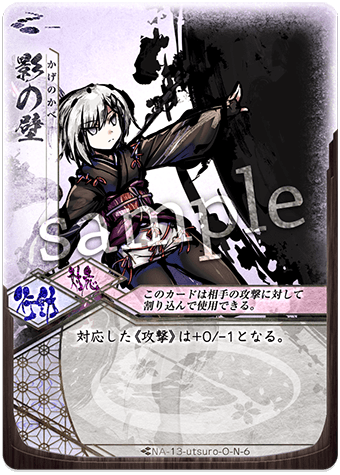 影の壁
かげのかべ
sample
行動
対応
このカードは相手の攻撃に対して
割り込んで使用できる。
対応した《攻撃》は+0/-1となる。
NA-13-utsuro-O-N-6